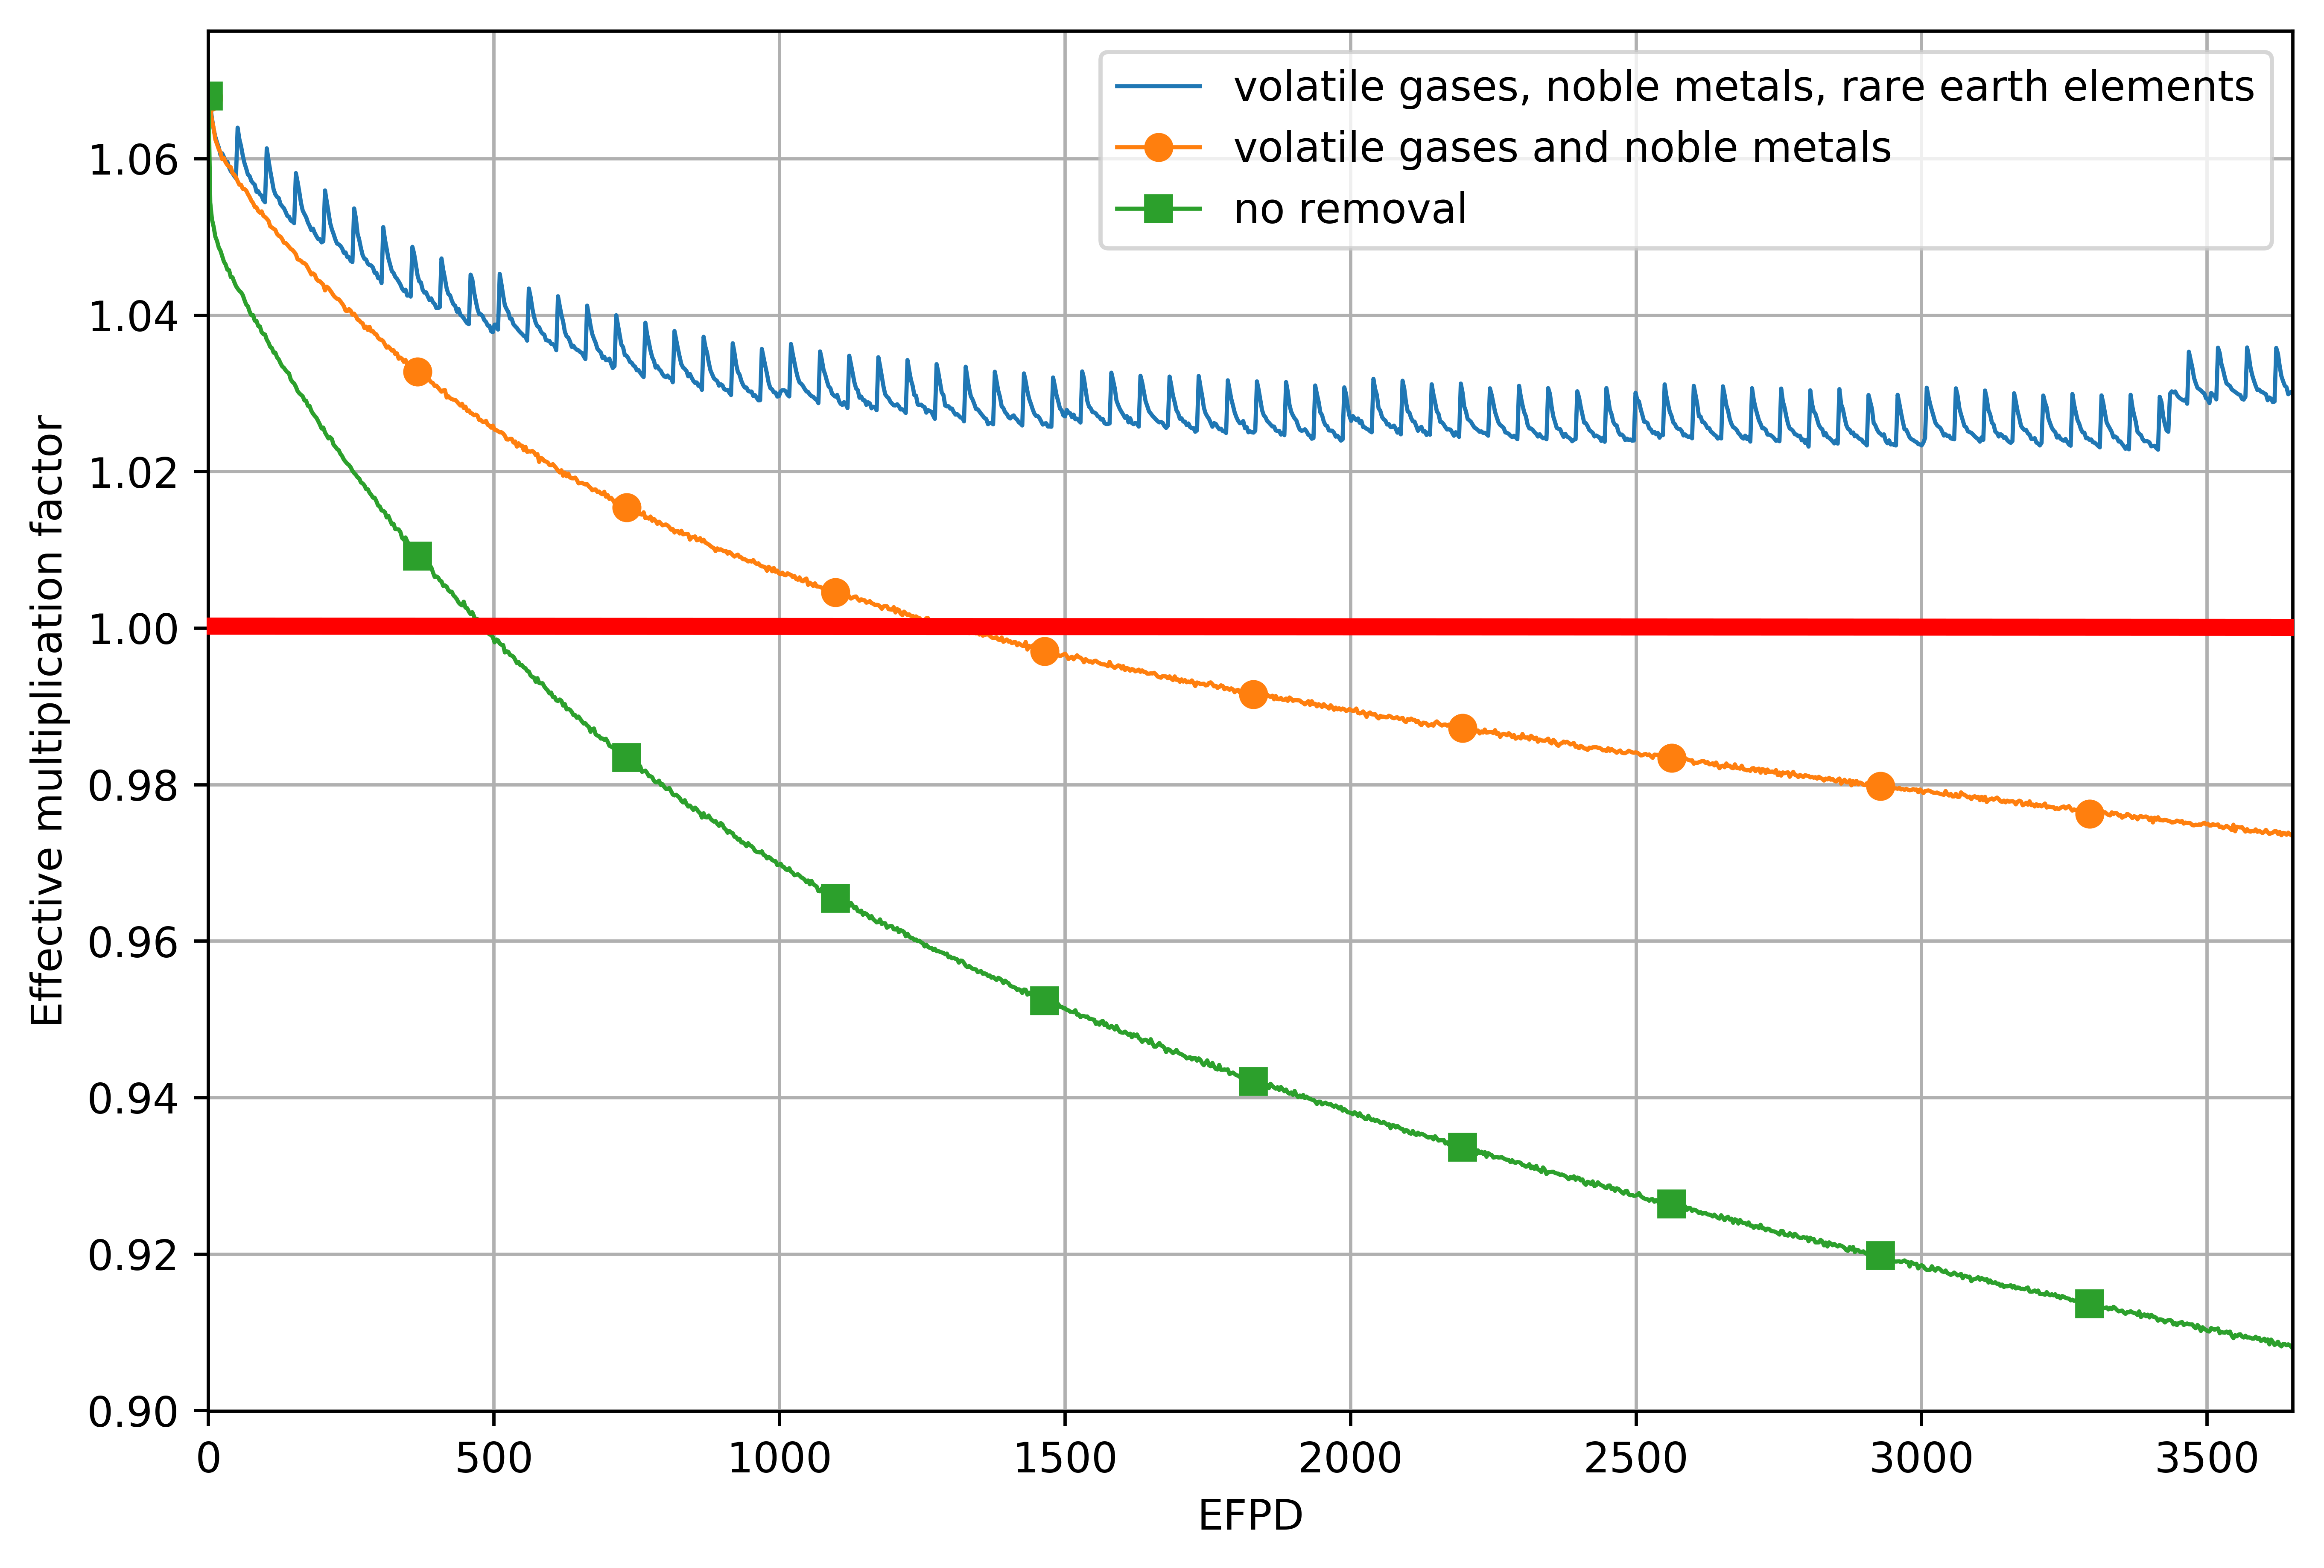 volatile gases, noble metals, rare earth elements
volatile gases and noble metals
no removal
Effective multiplication factor
1.06
1.04
1.02
1.00
0.98
0.96
0.94
0.92
0.90
0 500 1000 1500 2000 2500 3000 3500
EFPD